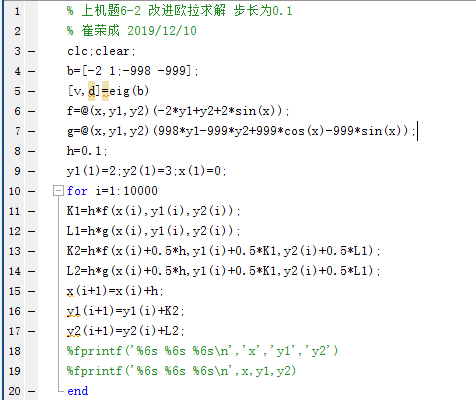 1 % 上机题6-2 改进欧拉求解 步长为0.1
2 % 崔荣成 2019/12/10
3 — clc;clear;
4 — b=[-2 1;-998 -999];
5 — [v,d]=eig(b)
6 — f=@(x,y1,y2)(-2*y1+y2+2*sin(x));
7 — g=@(x,y1,y2)(998*y1-999*y2+999*cos(x)-999*sin(x));
8 — h=0.1;
9 — y1(1)=2;y2(1)=3;x(1)=0;
10 — for i=1:10000
11 — K1=h*f(x(i),y1(i),y2(i));
12 — L1=h*g(x(i),y1(i),y2(i));
13 — K2=h*f(x(i)+0.5*h,y1(i)+0.5*K1,y2(i)+0.5*L1);
14 — L2=h*g(x(i)+0.5*h,y1(i)+0.5*K1,y2(i)+0.5*L1);
15 — x(i+1)=x(i)+h;
16 — y1(i+1)=y1(i)+K2;
17 — y2(i+1)=y2(i)+L2;
18 %fprintf('%6s %6s %6s\n','x','y1','y2')
19 %fprintf('%6s %6s %6s\n',x,y1,y2)
20 — end